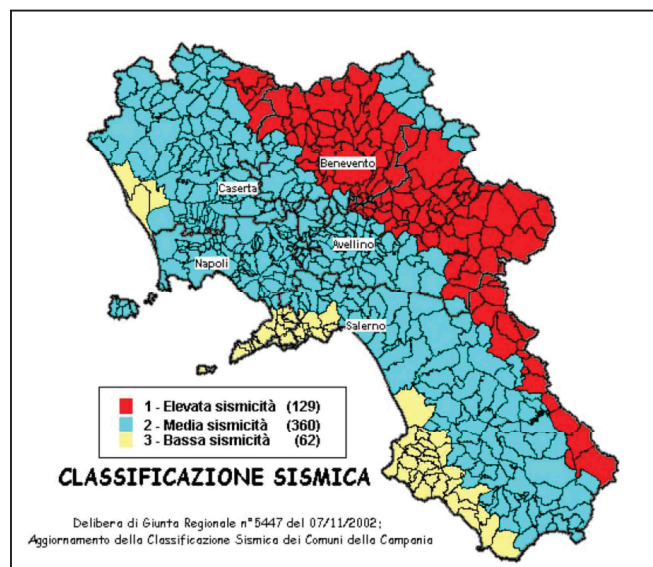 Benevento
Caserta
Avellino
Napoli
Salerno
1 - Elevata sismicità (129)
2 - Media sismicità (360)
3 - Bassa sismicità (62)
CLASSIFICAZIONE SISMICA
Delibera di Giunta Regionale n°5447 del 07/11/2002;
Aggiornamento della Classificazione Sismica dei Comuni della Campania